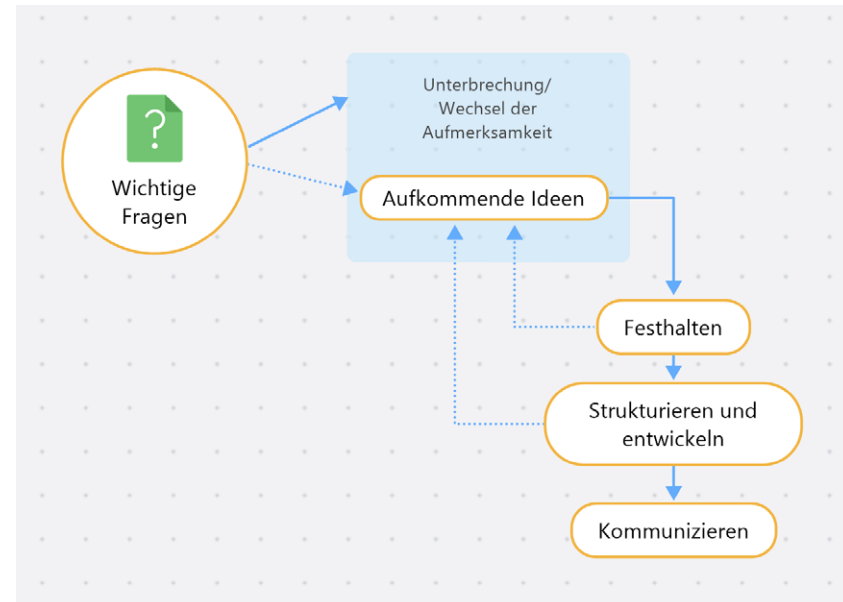 Unterbrechung/
Wechsel der
Aufmerksamkeit
?
Wichtige
Fragen
Aufkommende Ideen
Festhalten
Strukturieren und
entwickeln
Kommunizieren